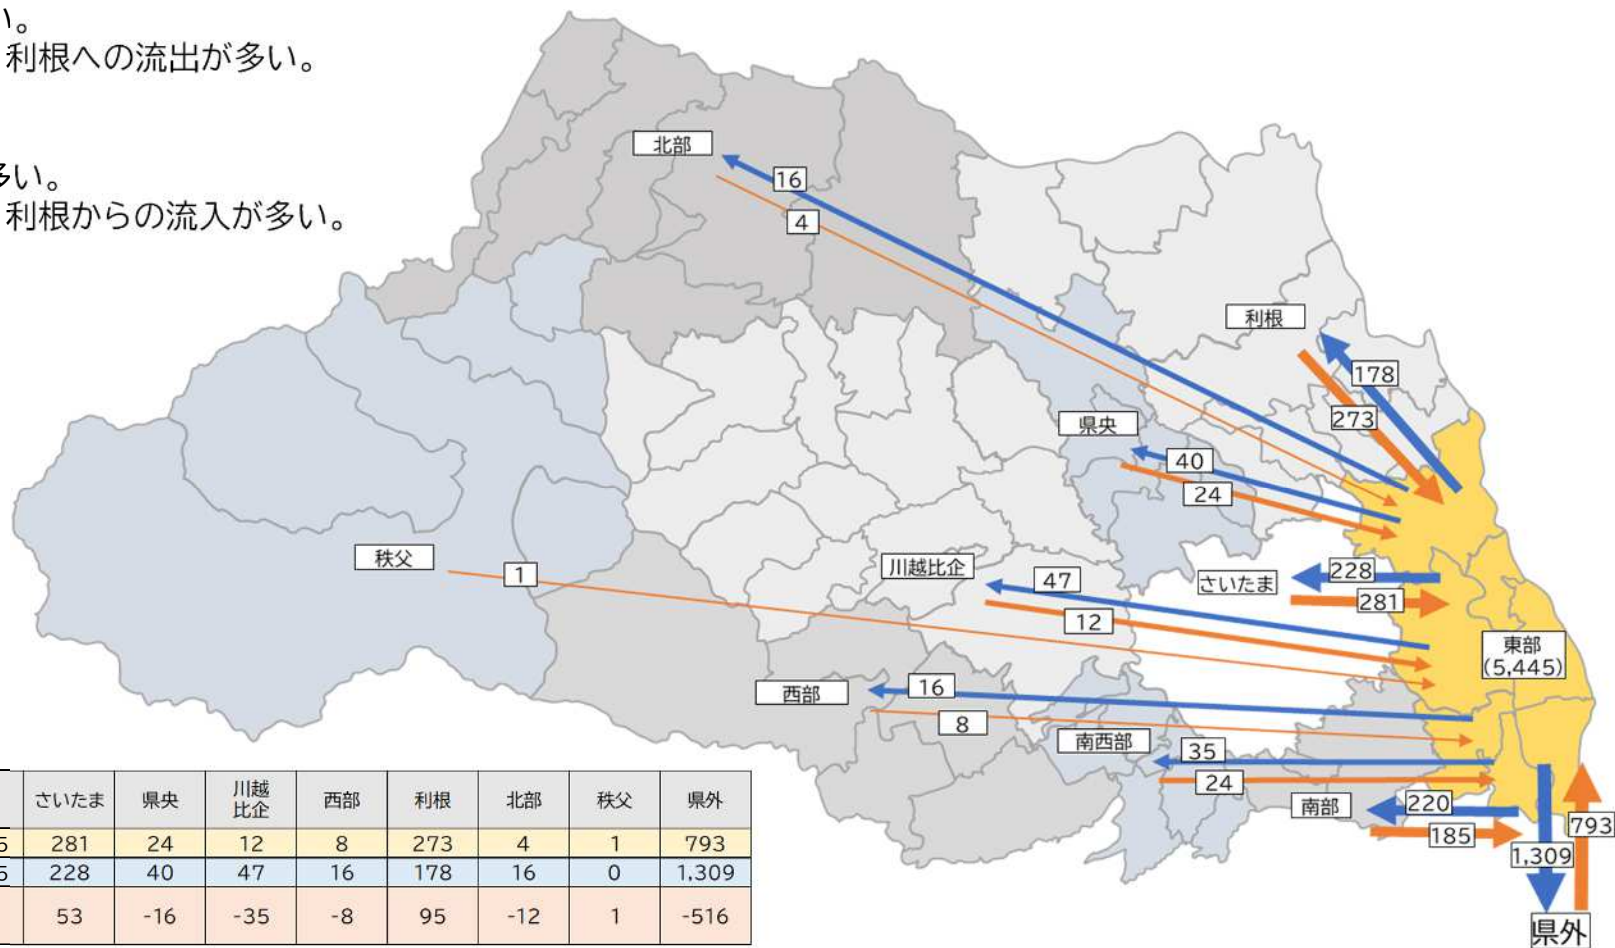 い。
利根への流出が多い。
多い。
利根からの流入が多い。
北部
16
4
利根
178
273
県央
40
24
秩父
1
川越比企
47
12
さいたま
228
281
東部
(5,445)
西部
16
8
南西部
35
24
南部
220
185
793
1,309
県外
さいたま 県央 川越比企 西部 利根 北部 秩父 県外
5 281 24 12 8 273 4 1 793
5 228 40 47 16 178 16 0 1,309
53 -16 -35 -8 95 -12 1 -516